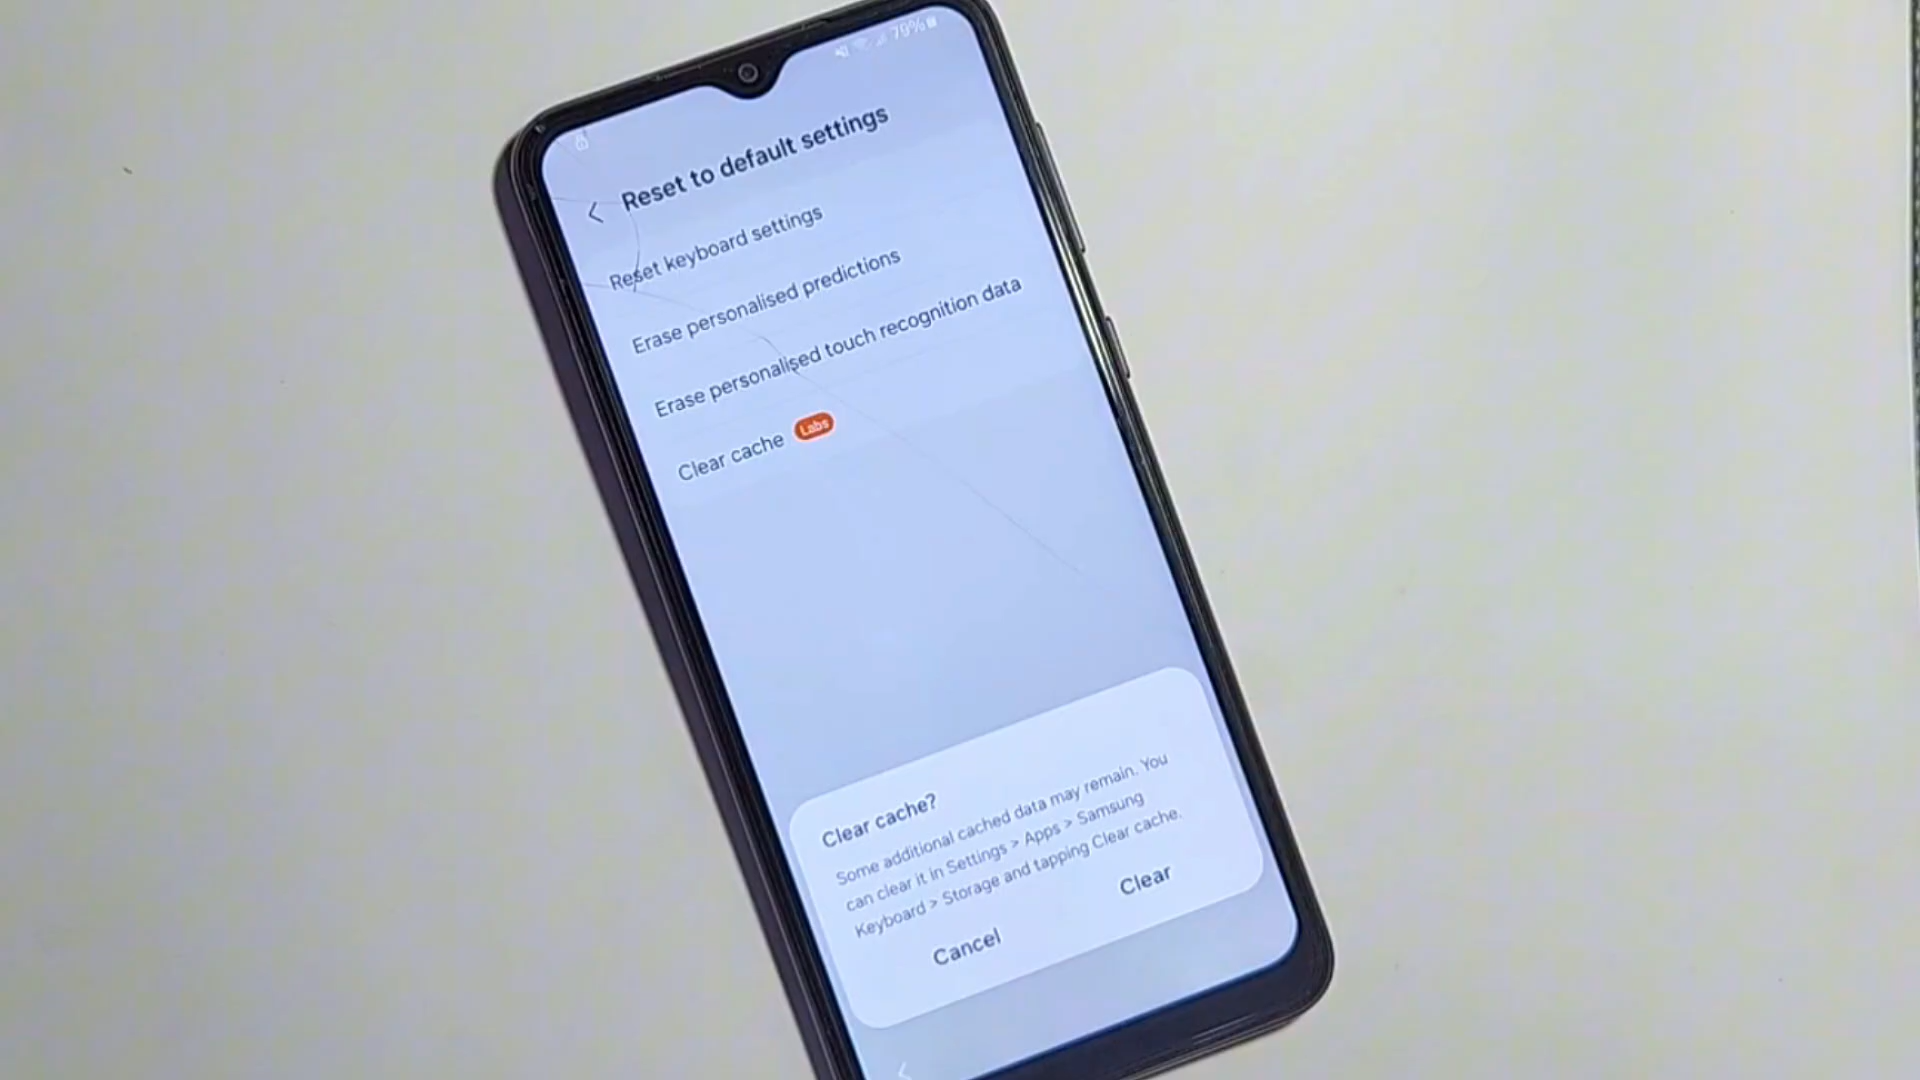 79%
Reset to default settings
Reset keyboard settings
Erase personalised predictions
Erase personalised touch recognition data
Clear cache Labs
Clear cache?
Some additional cached data may remain. You
can clear it in Settings > Apps > Samsung
Keyboard > Storage and tapping Clear cache.
Cancel Clear